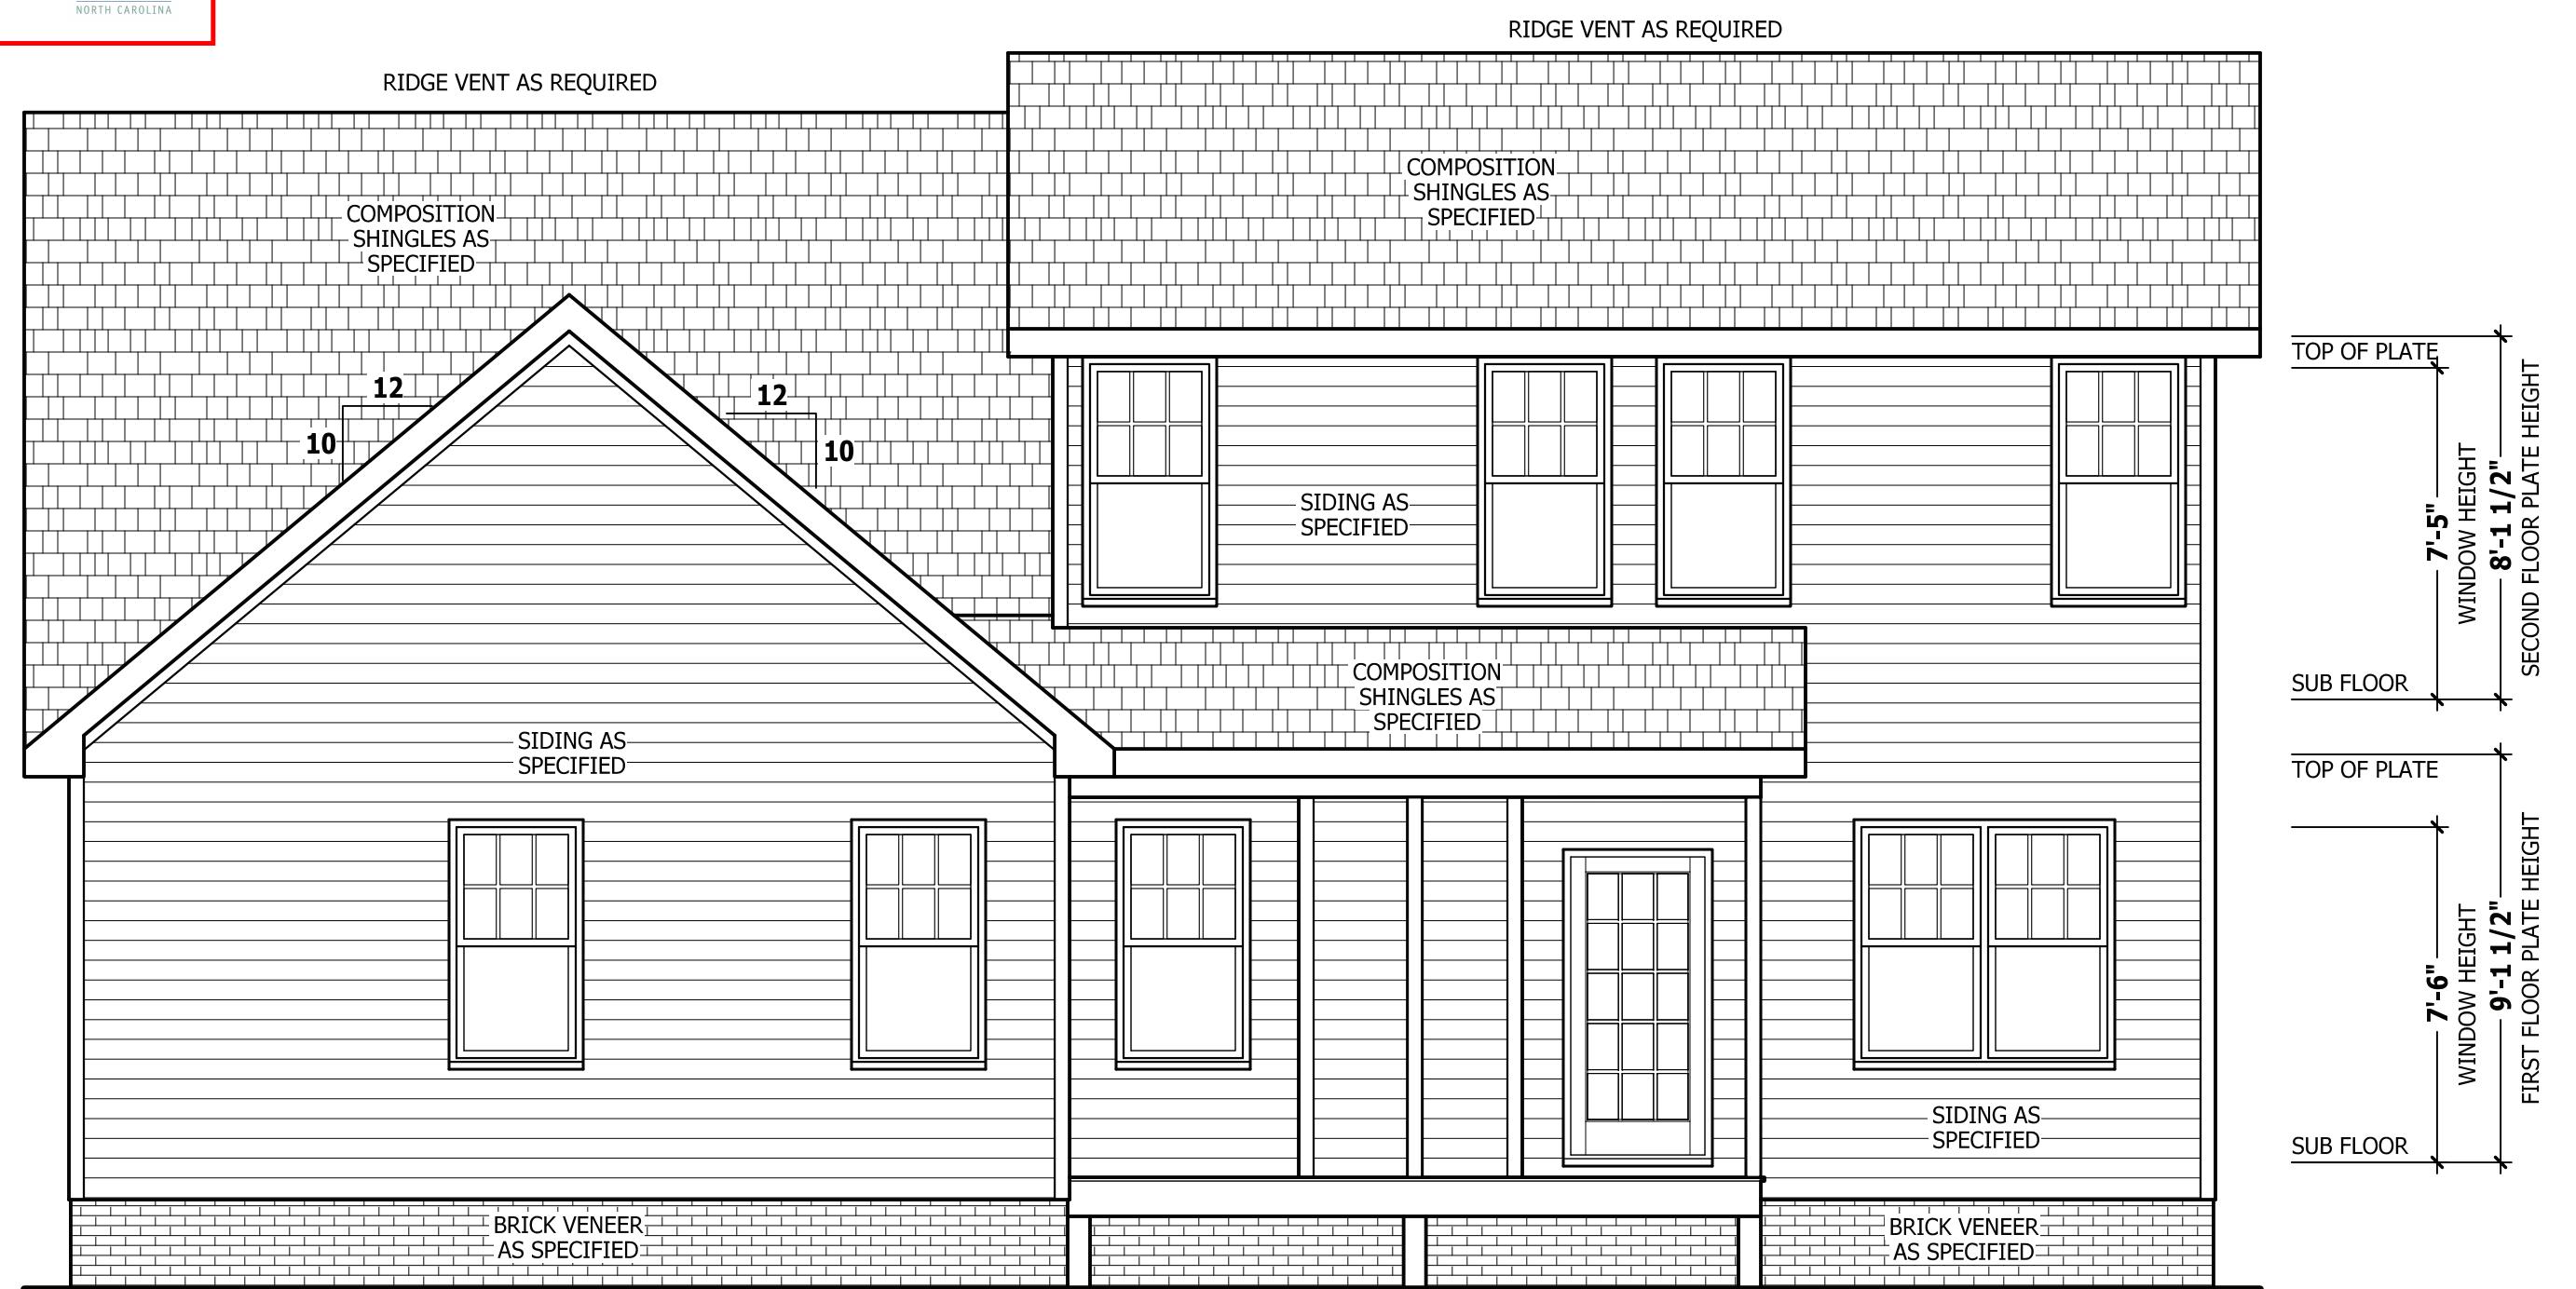 NORTH CAROLINA
RIDGE VENT AS REQUIRED
RIDGE VENT AS REQUIRED
COMPOSITION
SHINGLES AS
SPECIFIED
COMPOSITION
SHINGLES AS
SPECIFIED
12
10
12
10
SIDING AS
SPECIFIED
COMPOSITION
SHINGLES AS
SPECIFIED
SIDING AS
SPECIFIED
SIDING AS
SPECIFIED
BRICK VENEER
AS SPECIFIED
BRICK VENEER
AS SPECIFIED
TOP OF PLATE
7'-5"
WINDOW HEIGHT
8'-1 1/2"
SECOND FLOOR PLATE HEIGHT
SUB FLOOR
TOP OF PLATE
7'-6"
WINDOW HEIGHT
9'-1 1/2"
FIRST FLOOR PLATE HEIGHT
SUB FLOOR